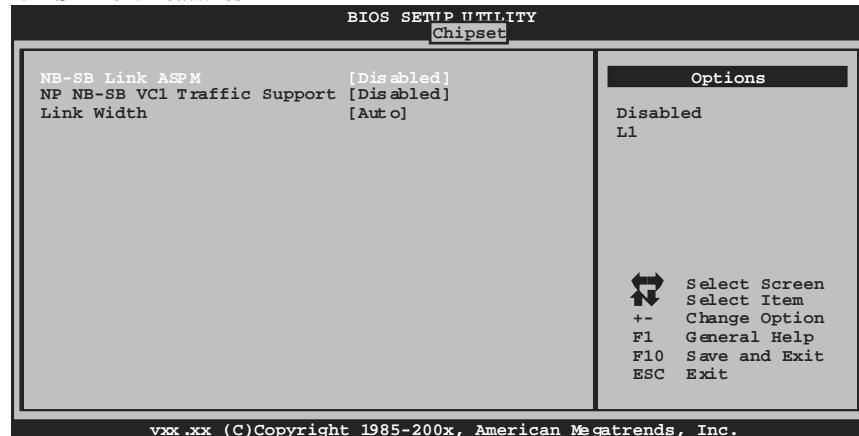 BIOS SETUP UTILITY
Chipset
NB-SB Link ASPM [Disabled]
NP NB-SB VC1 Traffic Support [Disabled]
Link Width [Auto]
Options
Disabled
L1
Select Screen
Select Item
+- Change Option
F1 General Help
F10 Save and Exit
ESC Exit
vxx.xx (C)Copyright 1985-200x, American Megatrends, Inc.